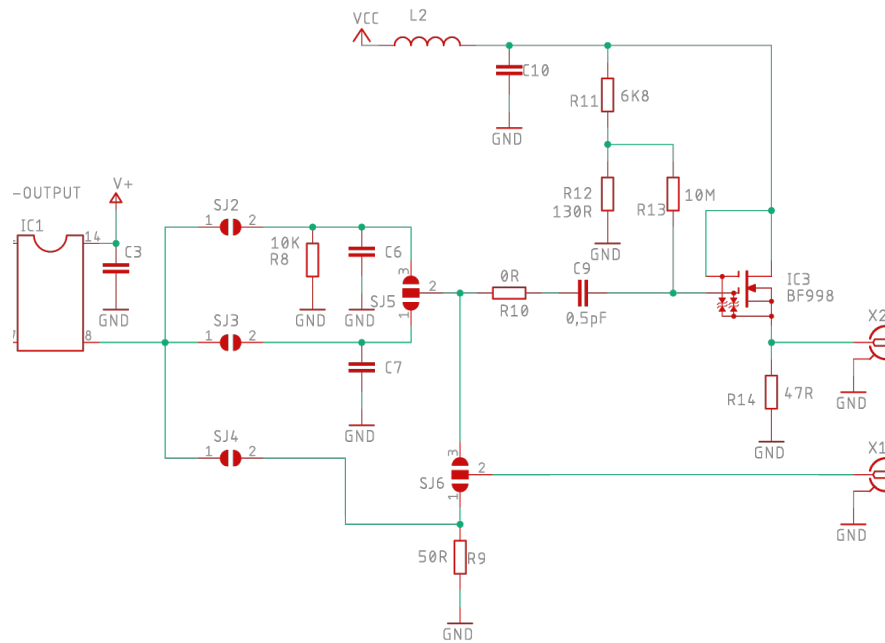 VCC
L2
C10
GND
R11
6K8
R12
130R
R13
10M
GND
-OUTPUT
V+
IC1
14
C3
GND
8
SJ2
1
2
10K
R8
C6
GND
GND
3
SJ5
2
1
0R
R10
C9
0,5pF
IC3
BF998
SJ3
1
2
C7
GND
X2
R14
47R
GND
GND
SJ4
1
2
3
SJ6
2
1
X1
GND
50R
R9
GND